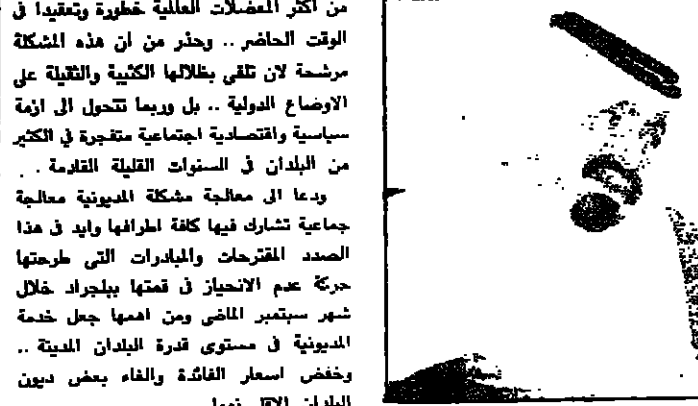 من اكثر المعضلات العالمية خطورة وتعقيدا في
الوقت الحاضر .. وحذر من ان هذه المشكلة
مرشحة لان تلقي بظلالها الكئيبة والثقيلة على
الاوضاع الدولية .. بل وربما تتحول الى ازمة
سياسية واقتصادية اجتماعية متفجرة في الكثير
من البلدان في السنوات القليلة القادمة . .
ودعا الى معالجة مشكلة المديونية معالجة
جماعية تشارك فيها كافة اطرافها وايد في هذا
الصدد المقترحات والمبادرات التي طرحتها
حركة عدم الانحياز في قمتها ببلجراد خلال
شهر سبتمبر الماضي ومن اهمها جعل خدمة
المديونية في مستوى قدرة البلدان المدينة ..
وخفض اسعار الفائدة والغاء بعض ديون
البلدان الاقل نموا